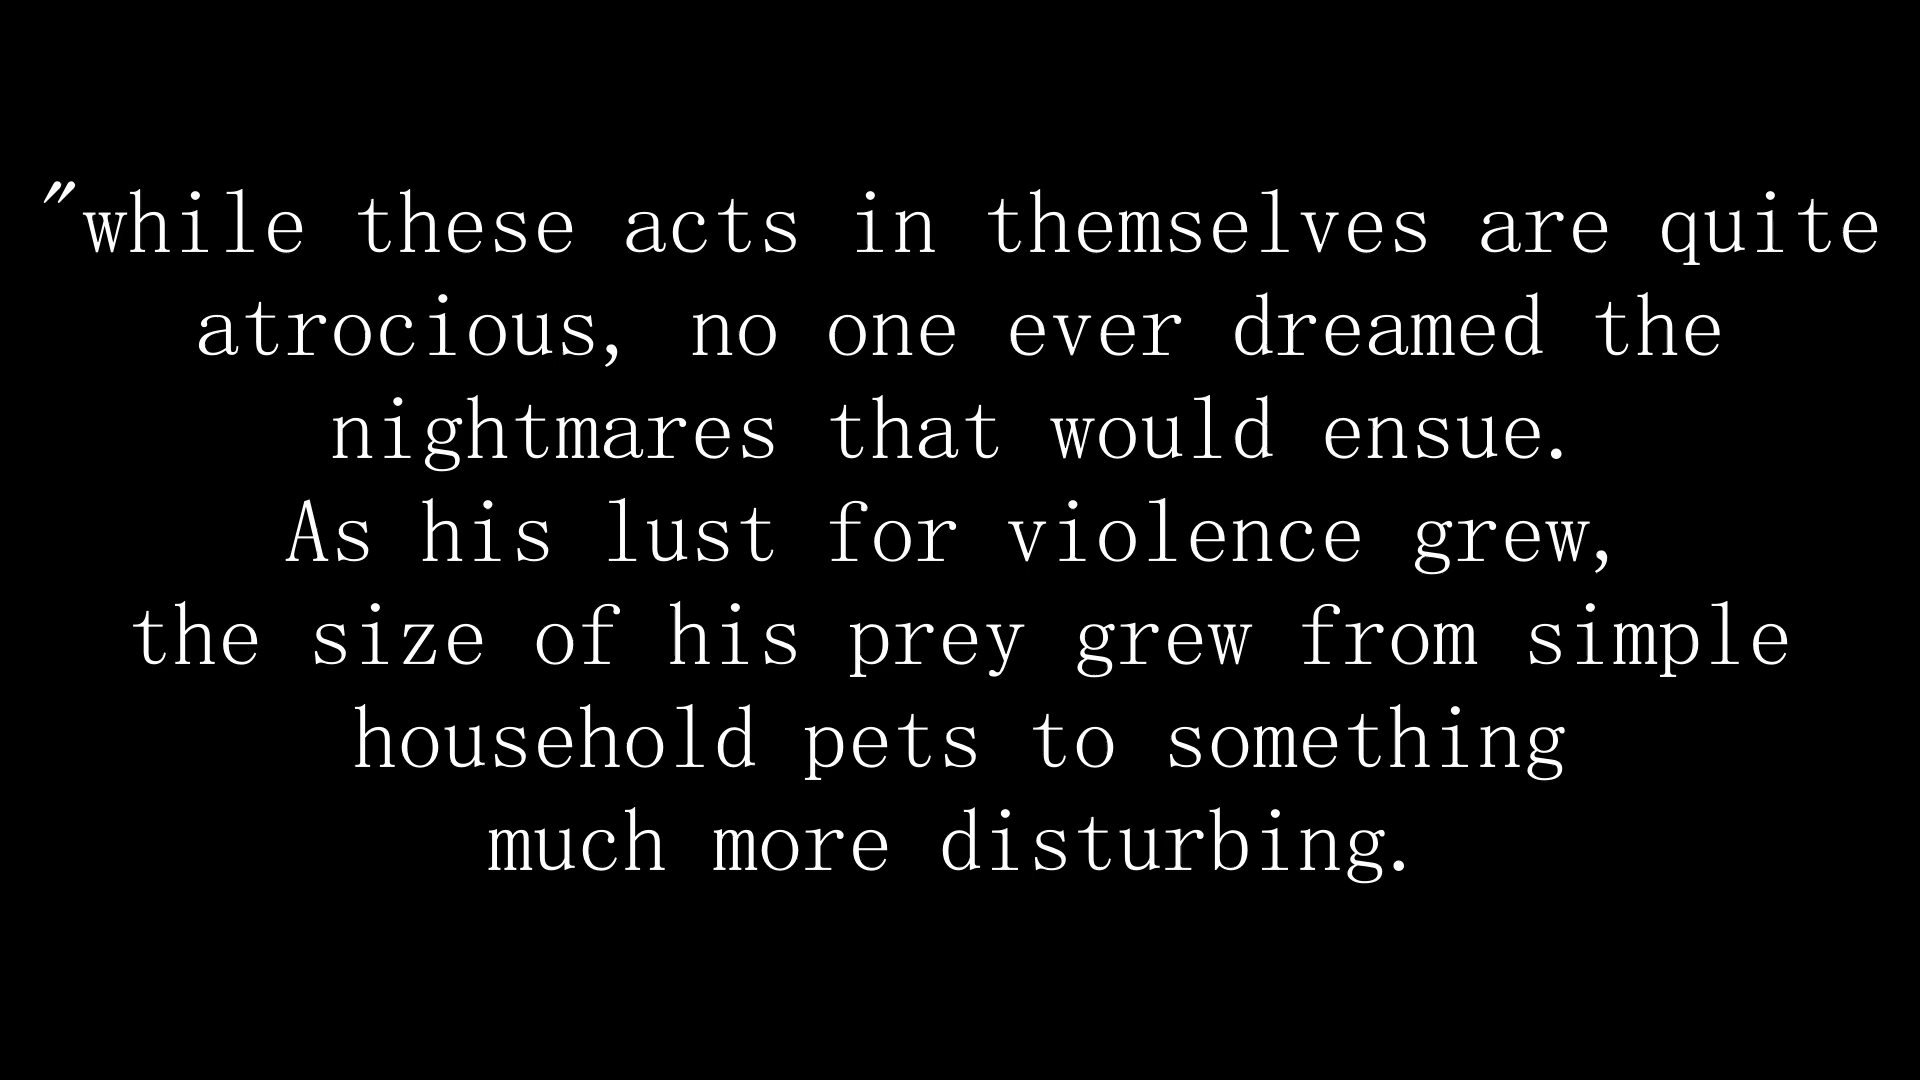 "while these acts in themselves are quite
atrocious, no one ever dreamed the
nightmares that would ensue.
As his lust for violence grew,
the size of his prey grew from simple
household pets to something
much more disturbing.